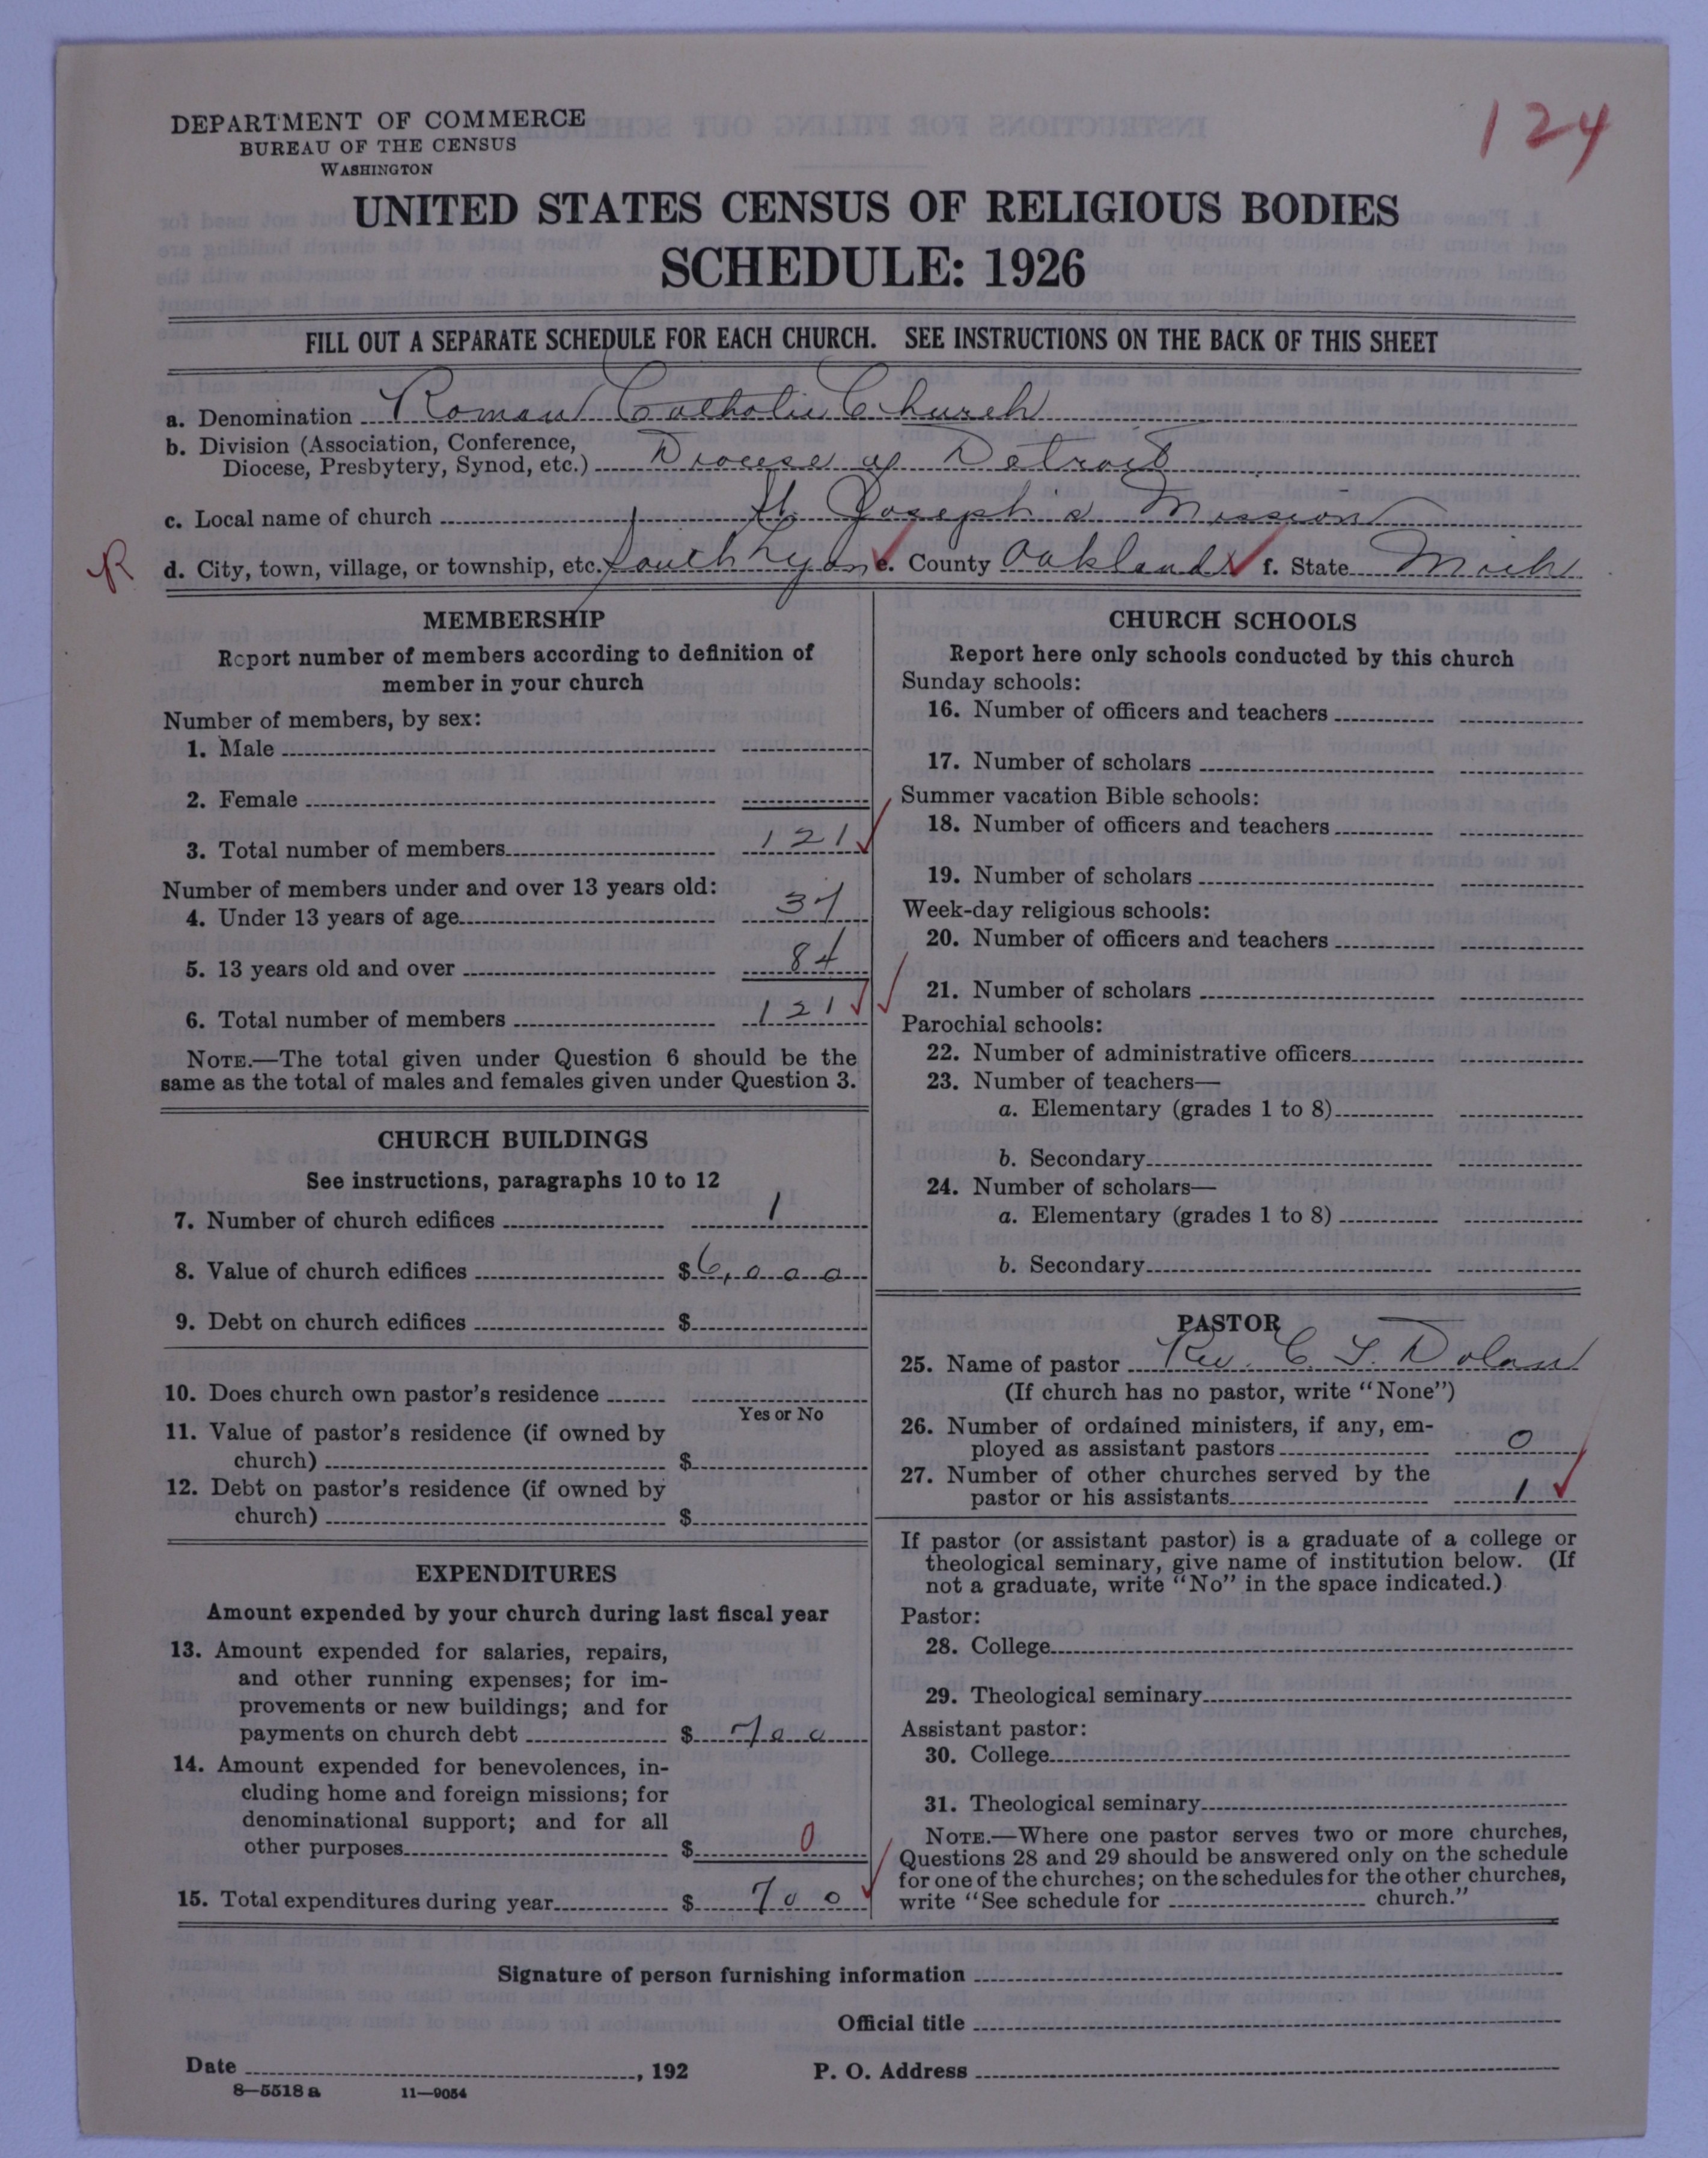 124
DEPARTMENT OF COMMERCE
BUREAU OF THE CENSUS
WASHINGTON
UNITED STATES CENSUS OF RELIGIOUS BODIES
SCHEDULE: 1926
FILL OUT A SEPARATE SCHEDULE FOR EACH CHURCH. SEE INSTRUCTIONS ON THE BACK OF THIS SHEET
a. Denomination Roman Catholic Church
b. Division (Association, Conference,
Diocese, Presbytery, Synod, etc.) Diocese of Detroit
c. Local name of church St. Joseph's Mission
R d. City, town, village, or township, etc. South Lyon e. County Oakland f. State Mich
MEMBERSHIP
Report number of members according to definition of
member in your church
Number of members, by sex:
1. Male
2. Female
3. Total number of members 121
Number of members under and over 13 years old:
4. Under 13 years of age 37
5. 13 years old and over 84
6. Total number of members 121
NOTE.—The total given under Question 6 should be the
same as the total of males and females given under Question 3.
CHURCH BUILDINGS
See instructions, paragraphs 10 to 12
7. Number of church edifices 1
8. Value of church edifices $6,000
9. Debt on church edifices $
10. Does church own pastor's residence
Yes or No
11. Value of pastor's residence (if owned by
church) $
12. Debt on pastor's residence (if owned by
church) $
EXPENDITURES
Amount expended by your church during last fiscal year
13. Amount expended for salaries, repairs,
and other running expenses; for im-
provements or new buildings; and for
payments on church debt $ 700
14. Amount expended for benevolences, in-
cluding home and foreign missions; for
denominational support; and for all
other purposes $ 0
15. Total expenditures during year $ 700
CHURCH SCHOOLS
Report here only schools conducted by this church
Sunday schools:
16. Number of officers and teachers
17. Number of scholars
Summer vacation Bible schools:
18. Number of officers and teachers
19. Number of scholars
Week-day religious schools:
20. Number of officers and teachers
21. Number of scholars
Parochial schools:
22. Number of administrative officers
23. Number of teachers—
a. Elementary (grades 1 to 8)
b. Secondary
24. Number of scholars—
a. Elementary (grades 1 to 8)
b. Secondary
PASTOR
25. Name of pastor Rev. C. L. Dolan
(If church has no pastor, write "None")
26. Number of ordained ministers, if any, em-
ployed as assistant pastors 0
27. Number of other churches served by the
pastor or his assistants 1
If pastor (or assistant pastor) is a graduate of a college or
theological seminary, give name of institution below. (If
not a graduate, write "No" in the space indicated.)
Pastor:
28. College
29. Theological seminary
Assistant pastor:
30. College
31. Theological seminary
NOTE.—Where one pastor serves two or more churches,
Questions 28 and 29 should be answered only on the schedule
for one of the churches; on the schedules for the other churches,
write "See schedule for church."
Signature of person furnishing information
Official title
Date , 192 P. O. Address
8—5518 a 11—9054